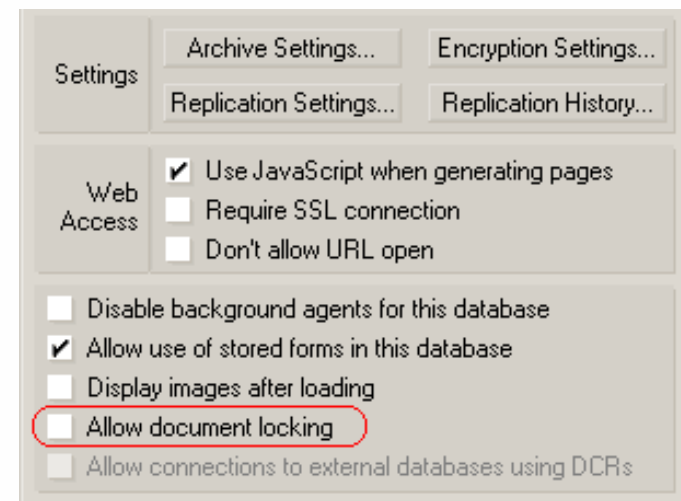 Settings
Archive Settings...
Encryption Settings...
Replication Settings...
Replication History...
Web
Access
Use JavaScript when generating pages
Require SSL connection
Don't allow URL open
Disable background agents for this database
Allow use of stored forms in this database
Display images after loading
Allow document locking
Allow connections to external databases using DCRs